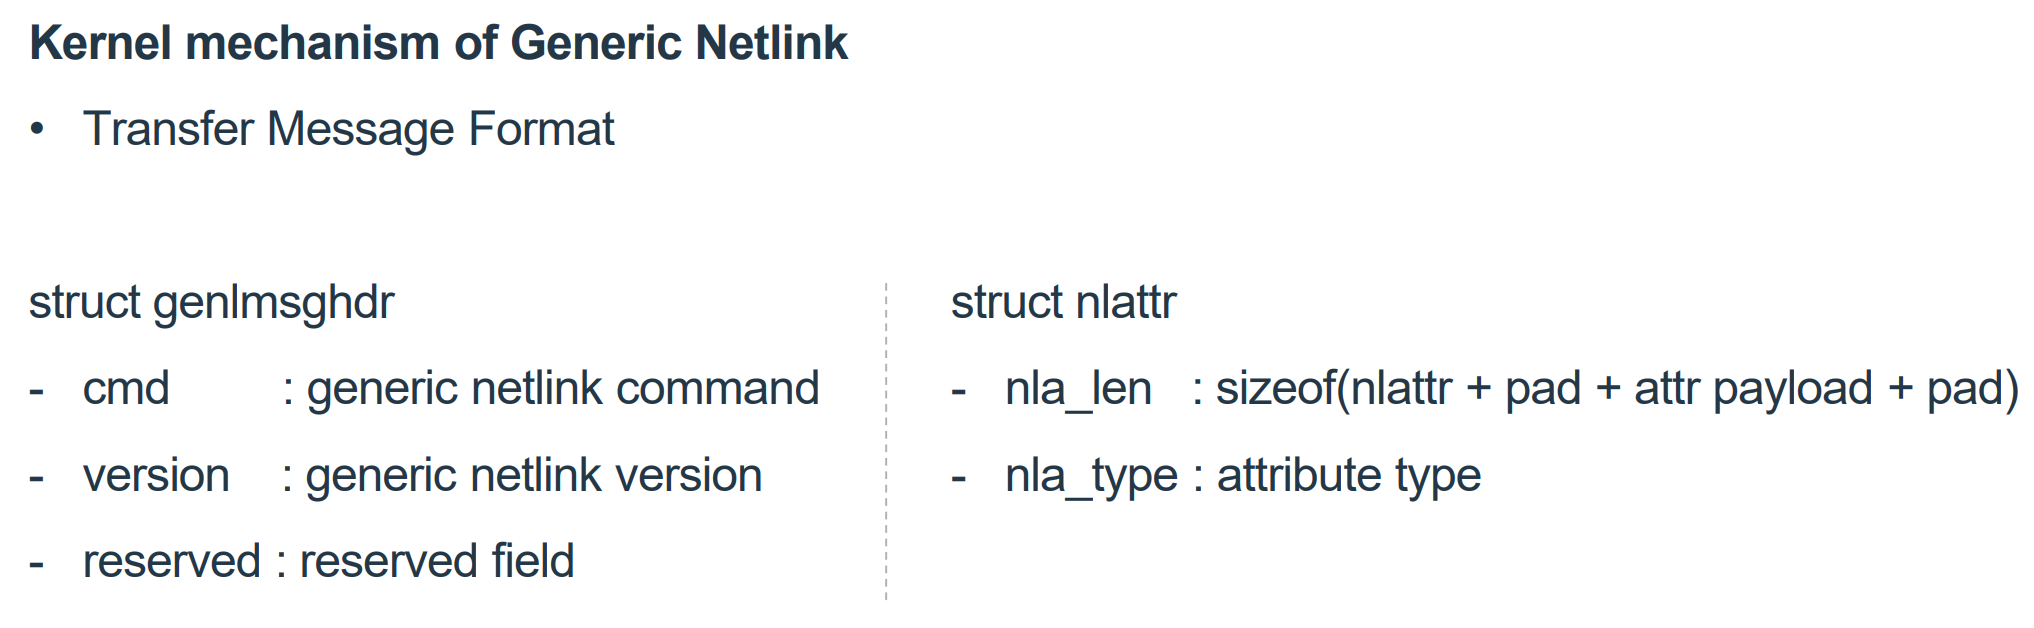 Kernel mechanism of Generic Netlink
• Transfer Message Format
struct genlmsghdr
- cmd : generic netlink command
- version : generic netlink version
- reserved : reserved field
struct nlattr
- nla_len : sizeof(nlattr + pad + attr payload + pad)
- nla_type : attribute type